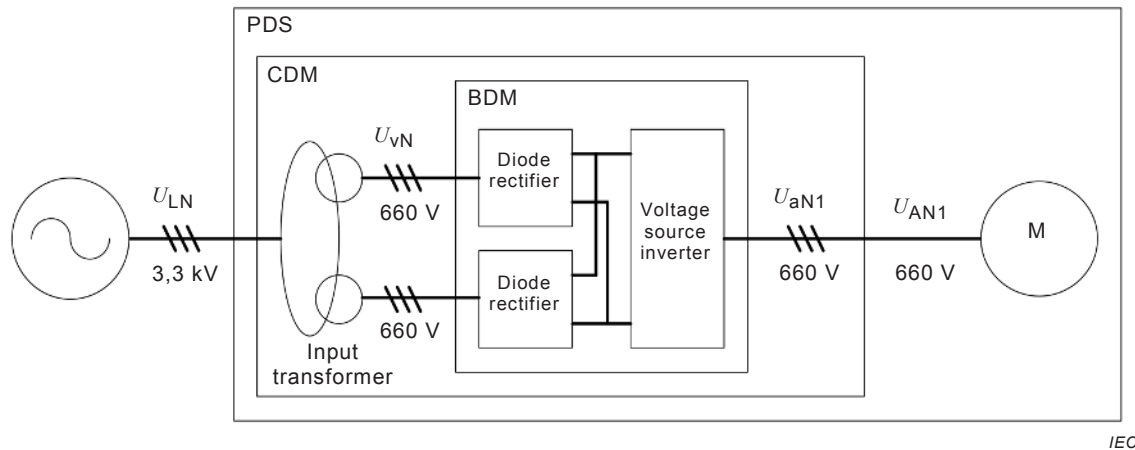 PDS
CDM
BDM
U_LN
3,3 kV
U_vN
660 V
660 V
Input
transformer
Diode
rectifier
Diode
rectifier
Voltage
source
inverter
U_aN1
660 V
U_AN1
660 V
M
IEC